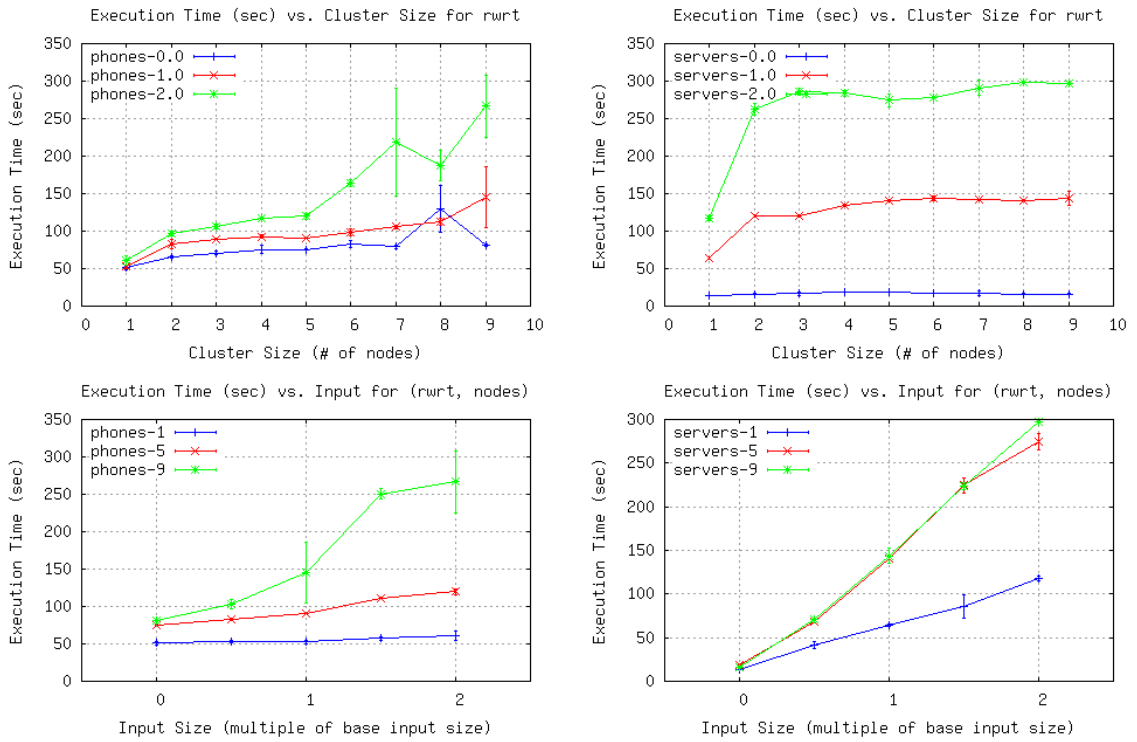 Execution Time (sec) vs. Cluster Size for rwrt
350
300
250
200
150
100
50
0
Execution Time (sec)
phones-0.0
phones-1.0
phones-2.0
0 1 2 3 4 5 6 7 8 9 10
Cluster Size (# of nodes)
Execution Time (sec) vs. Cluster Size for rwrt
350
300
250
200
150
100
50
0
Execution Time (sec)
servers-0.0
servers-1.0
servers-2.0
0 1 2 3 4 5 6 7 8 9 10
Cluster Size (# of nodes)
Execution Time (sec) vs. Input for (rwrt, nodes)
350
300
250
200
150
100
50
0
Execution Time (sec)
phones-1
phones-5
phones-9
0 1 2
Input Size (multiple of base input size)
Execution Time (sec) vs. Input for (rwrt, nodes)
300
250
200
150
100
50
0
Execution Time (sec)
servers-1
servers-5
servers-9
0 1 2
Input Size (multiple of base input size)